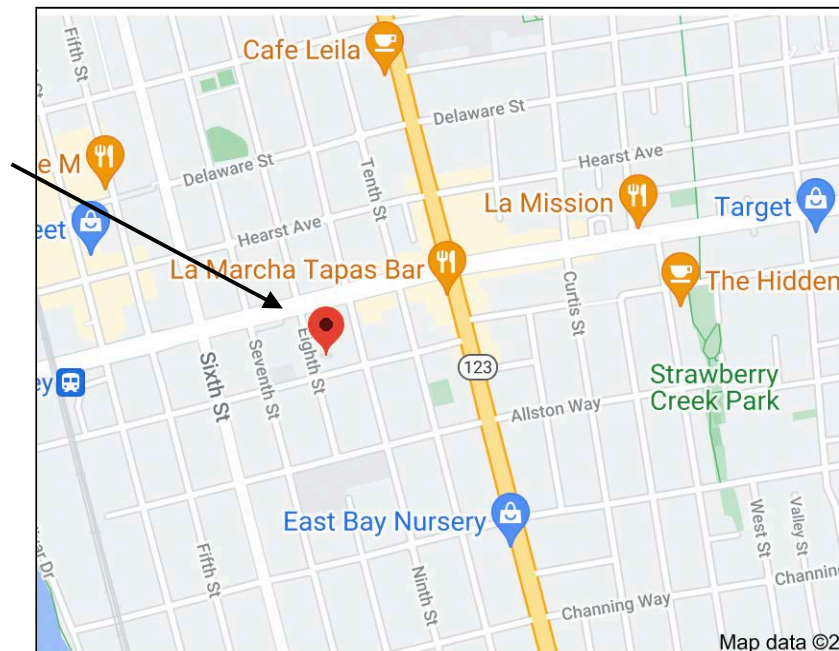 Fifth St
Cafe Leila
Delaware St
e M
Delaware St
Tenth St
Hearst Ave
La Mission
Target
eet
Hearst Ave
La Marcha Tapas Bar
The Hidden
Curtis St
Eighth St
Seventh St
Sixth St
ey
123
Strawberry
Creek Park
Allston Way
East Bay Nursery
West St
Valley St
Fifth St
Ninth St
Channing
Channing Way
Map data ©2